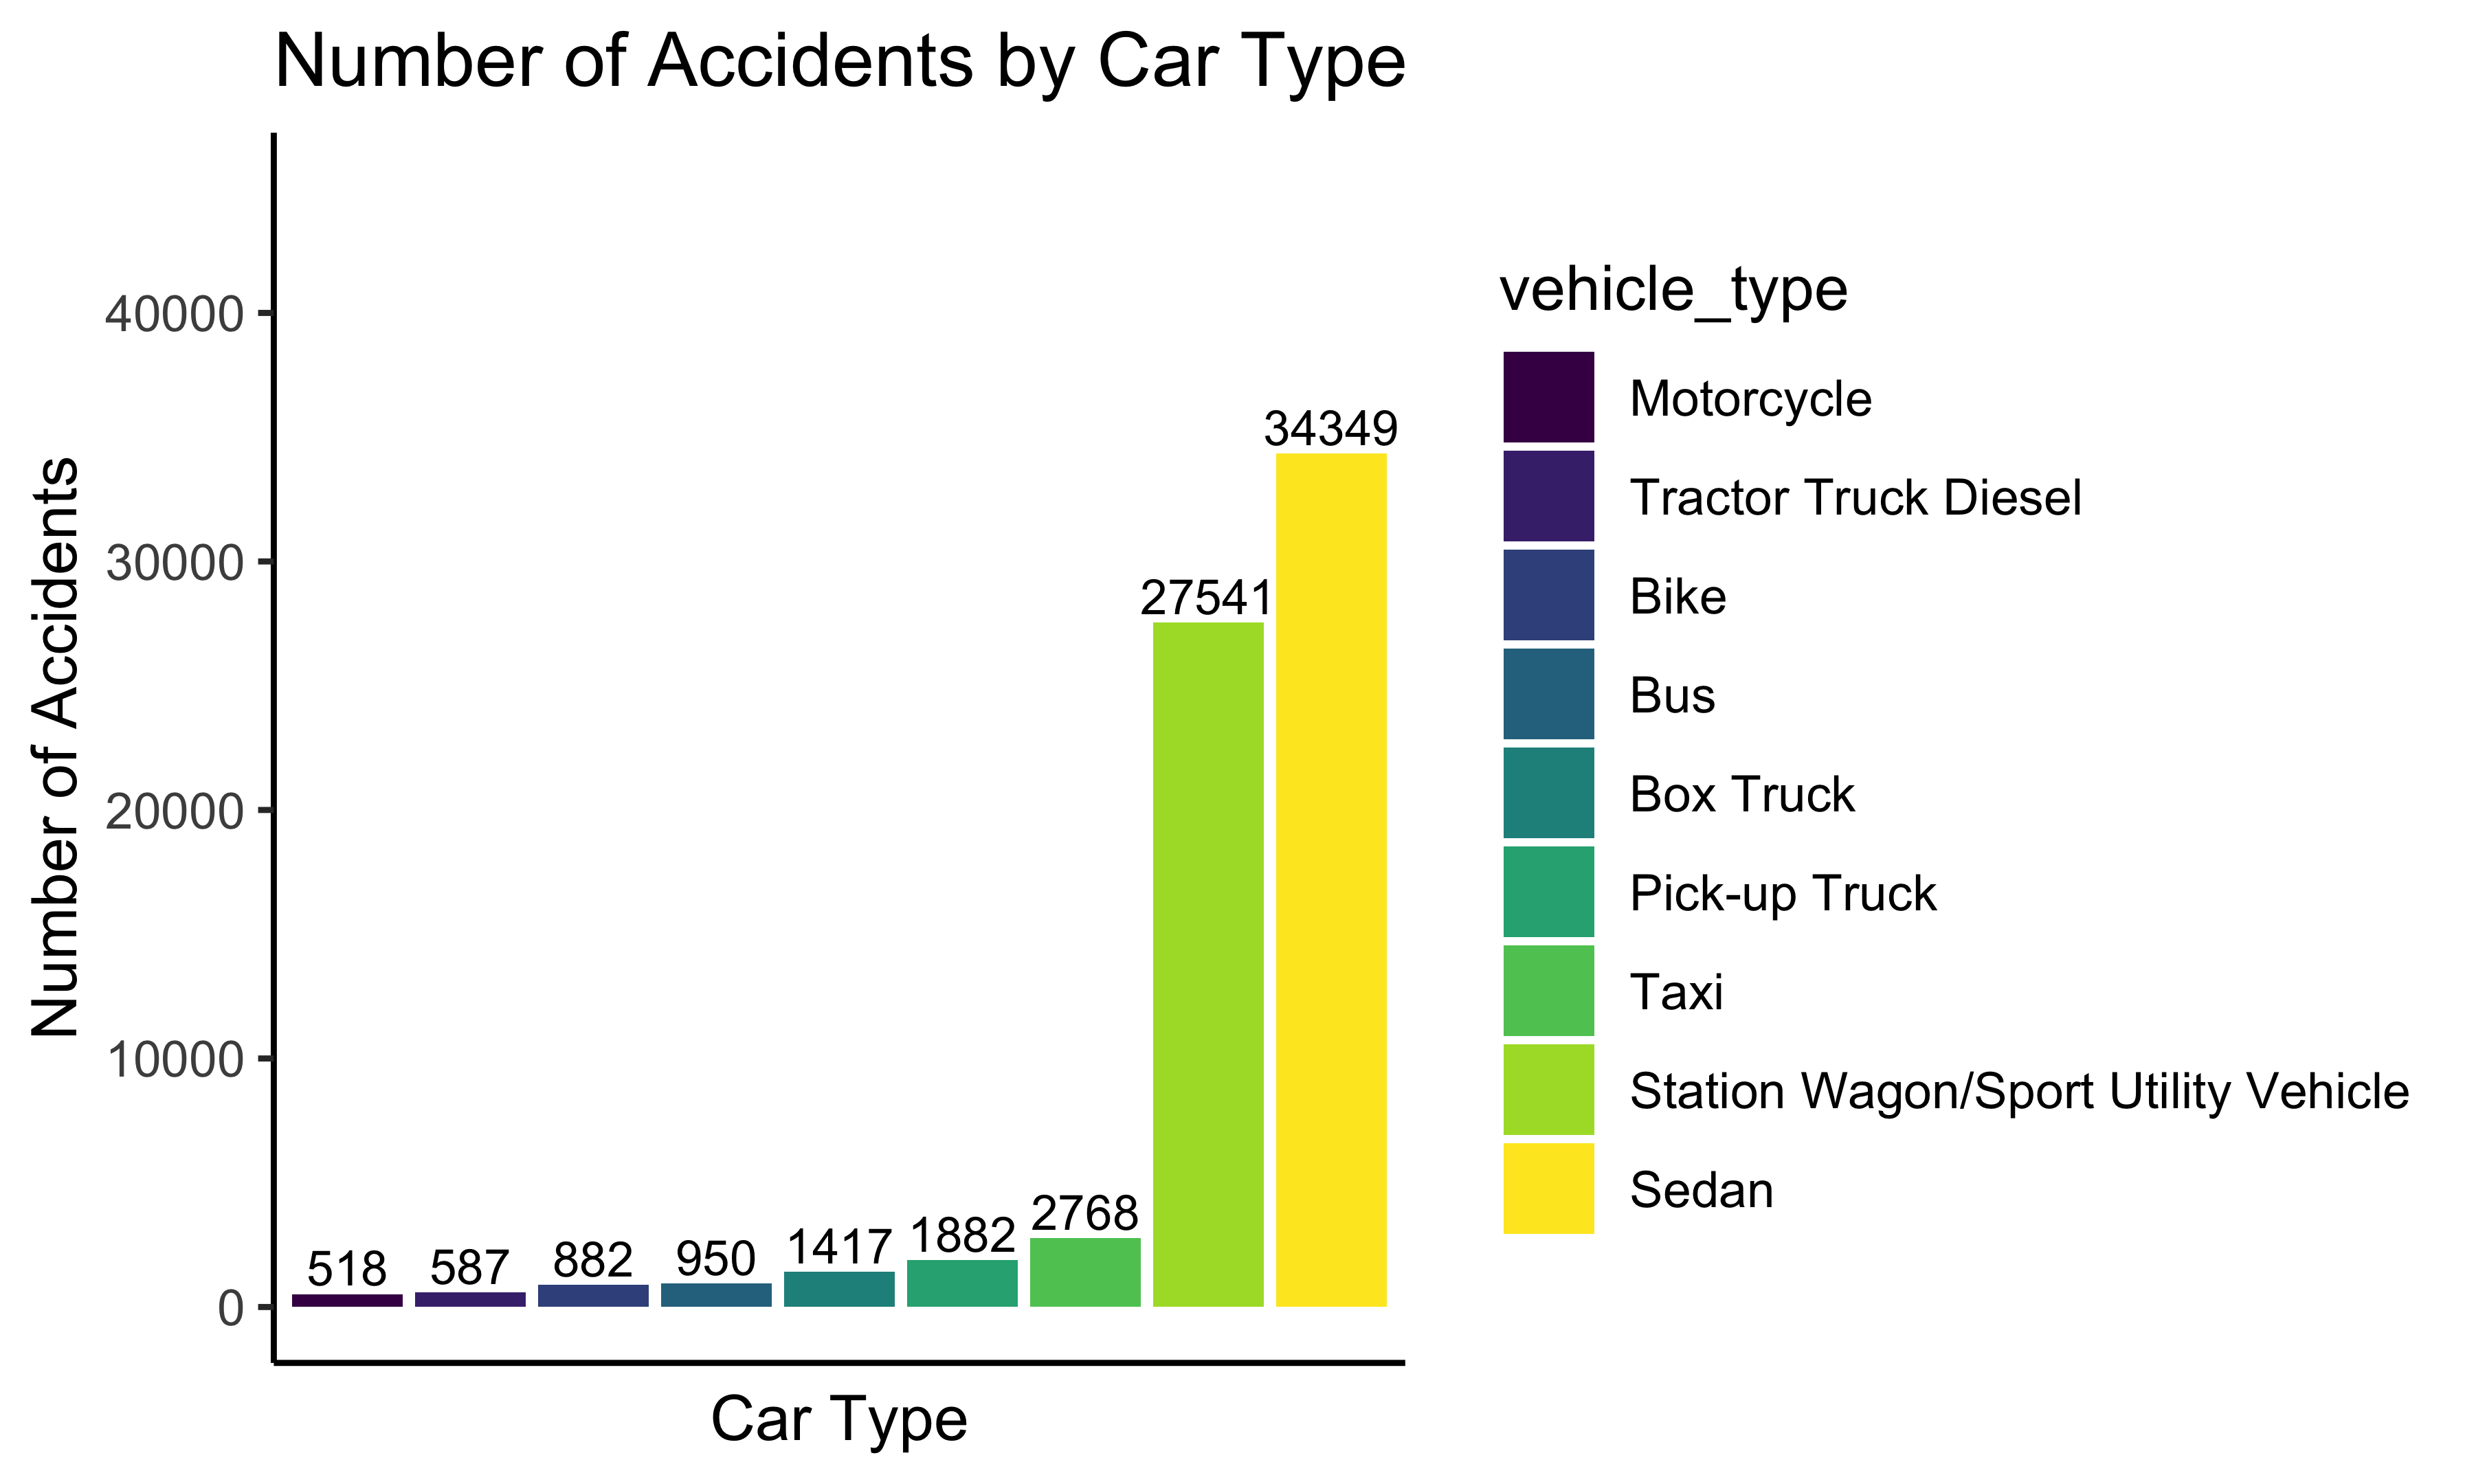 Number of Accidents by Car Type
Number of Accidents
40000
30000
20000
10000
0
518
587
882
950
1417
1882
2768
27541
34349
Car Type
vehicle_type
Motorcycle
Tractor Truck Diesel
Bike
Bus
Box Truck
Pick-up Truck
Taxi
Station Wagon/Sport Utility Vehicle
Sedan